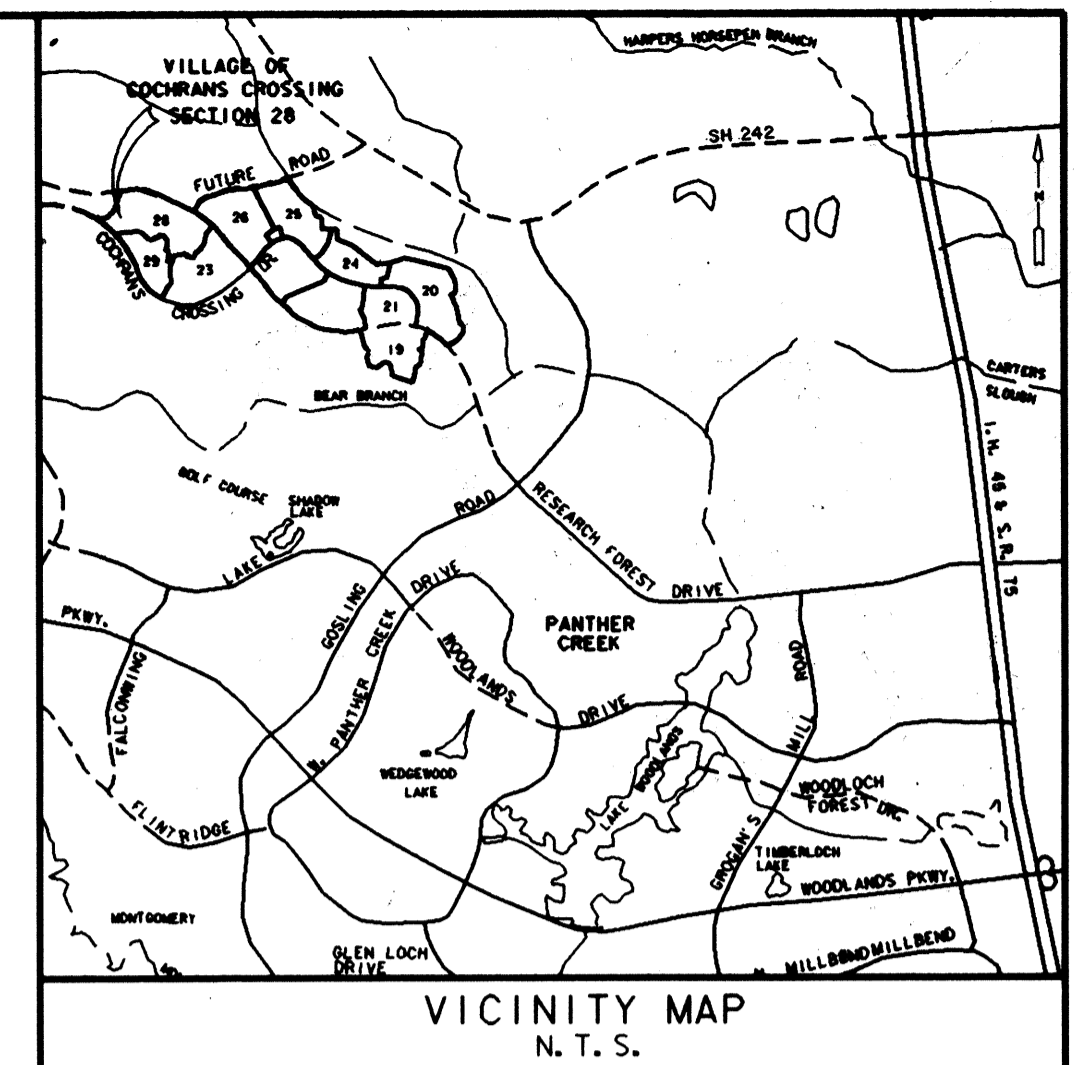 HARPERS HORSEPEN BRANCH
VILLAGE OF
COCHRANS CROSSING
SECTION 28
SH 242
FUTURE ROAD
N
28
26
25
29
23
24
20
21
19
COCHRANS CROSSING DR.
CARTERS
SLOUGH
BEAR BRANCH
I.H. 45 & S.R. 75
GOLF COURSE
SHADOW
LAKE
GOSLING ROAD
RESEARCH FOREST DRIVE
LAKE WOODLANDS DRIVE
PKWY.
FALCONWING
W. PANTHER CREEK DRIVE
PANTHER
CREEK
GROGAN'S MILL ROAD
LAKE WOODLANDS
WEDGEWOOD
LAKE
WOODLOCH
FOREST DR.
FLINTRIDGE
TIMBERLOCH
LAKE
WOODLANDS PKWY.
MONTGOMERY
GLEN LOCH
DRIVE
MILLBEND MILLBEND
VICINITY MAP
N. T. S.